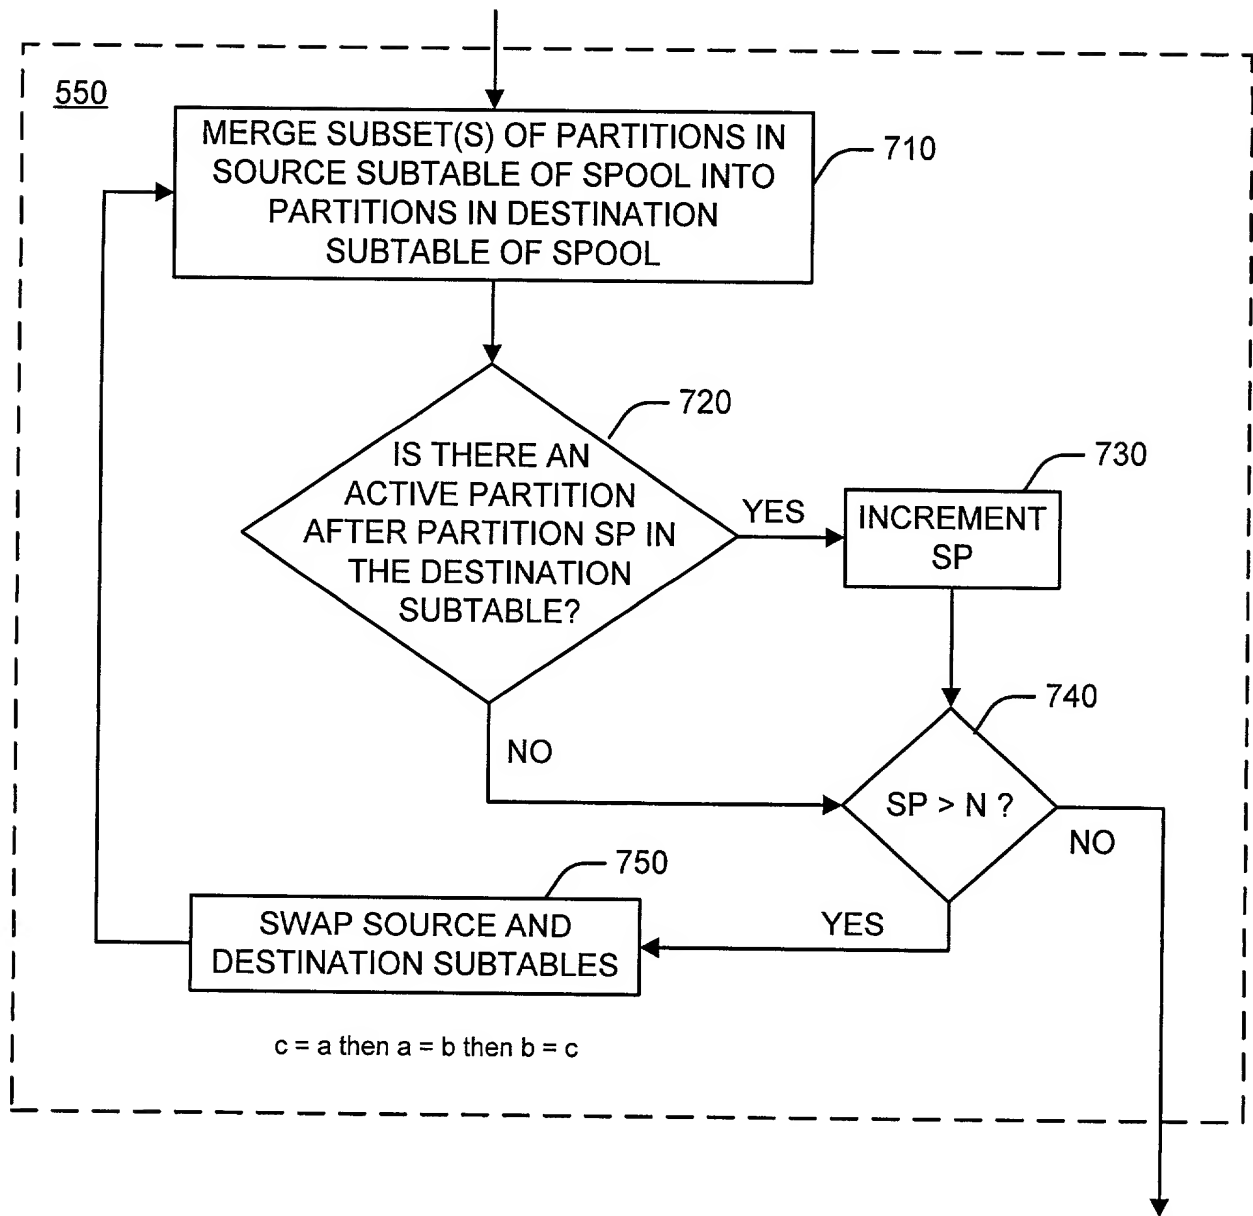 550
MERGE SUBSET(S) OF PARTITIONS IN
SOURCE SUBTABLE OF SPOOL INTO
PARTITIONS IN DESTINATION
SUBTABLE OF SPOOL
710
720
IS THERE AN
ACTIVE PARTITION
AFTER PARTITION SP IN
THE DESTINATION
SUBTABLE?
YES
730
INCREMENT
SP
NO
740
SP > N ?
NO
YES
750
SWAP SOURCE AND
DESTINATION SUBTABLES
c = a then a = b then b = c